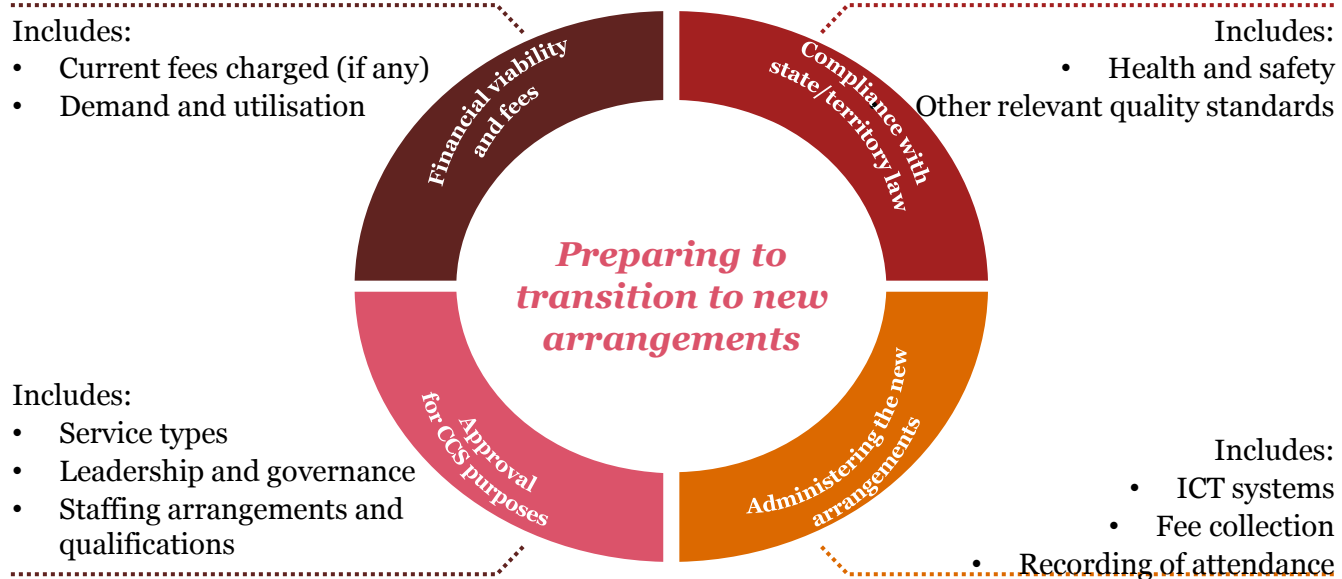 Includes:
• Current fees charged (if any)
• Demand and utilisation
Financial viability
and fees
Compliance with
state/territory law
Includes:
• Health and safety
• Other relevant quality standards
Preparing to
transition to new
arrangements
Includes:
• Service types
• Leadership and governance
• Staffing arrangements and
qualifications
Approval
for CCS purposes
Administering the new
arrangements
Includes:
• ICT systems
• Fee collection
• Recording of attendance